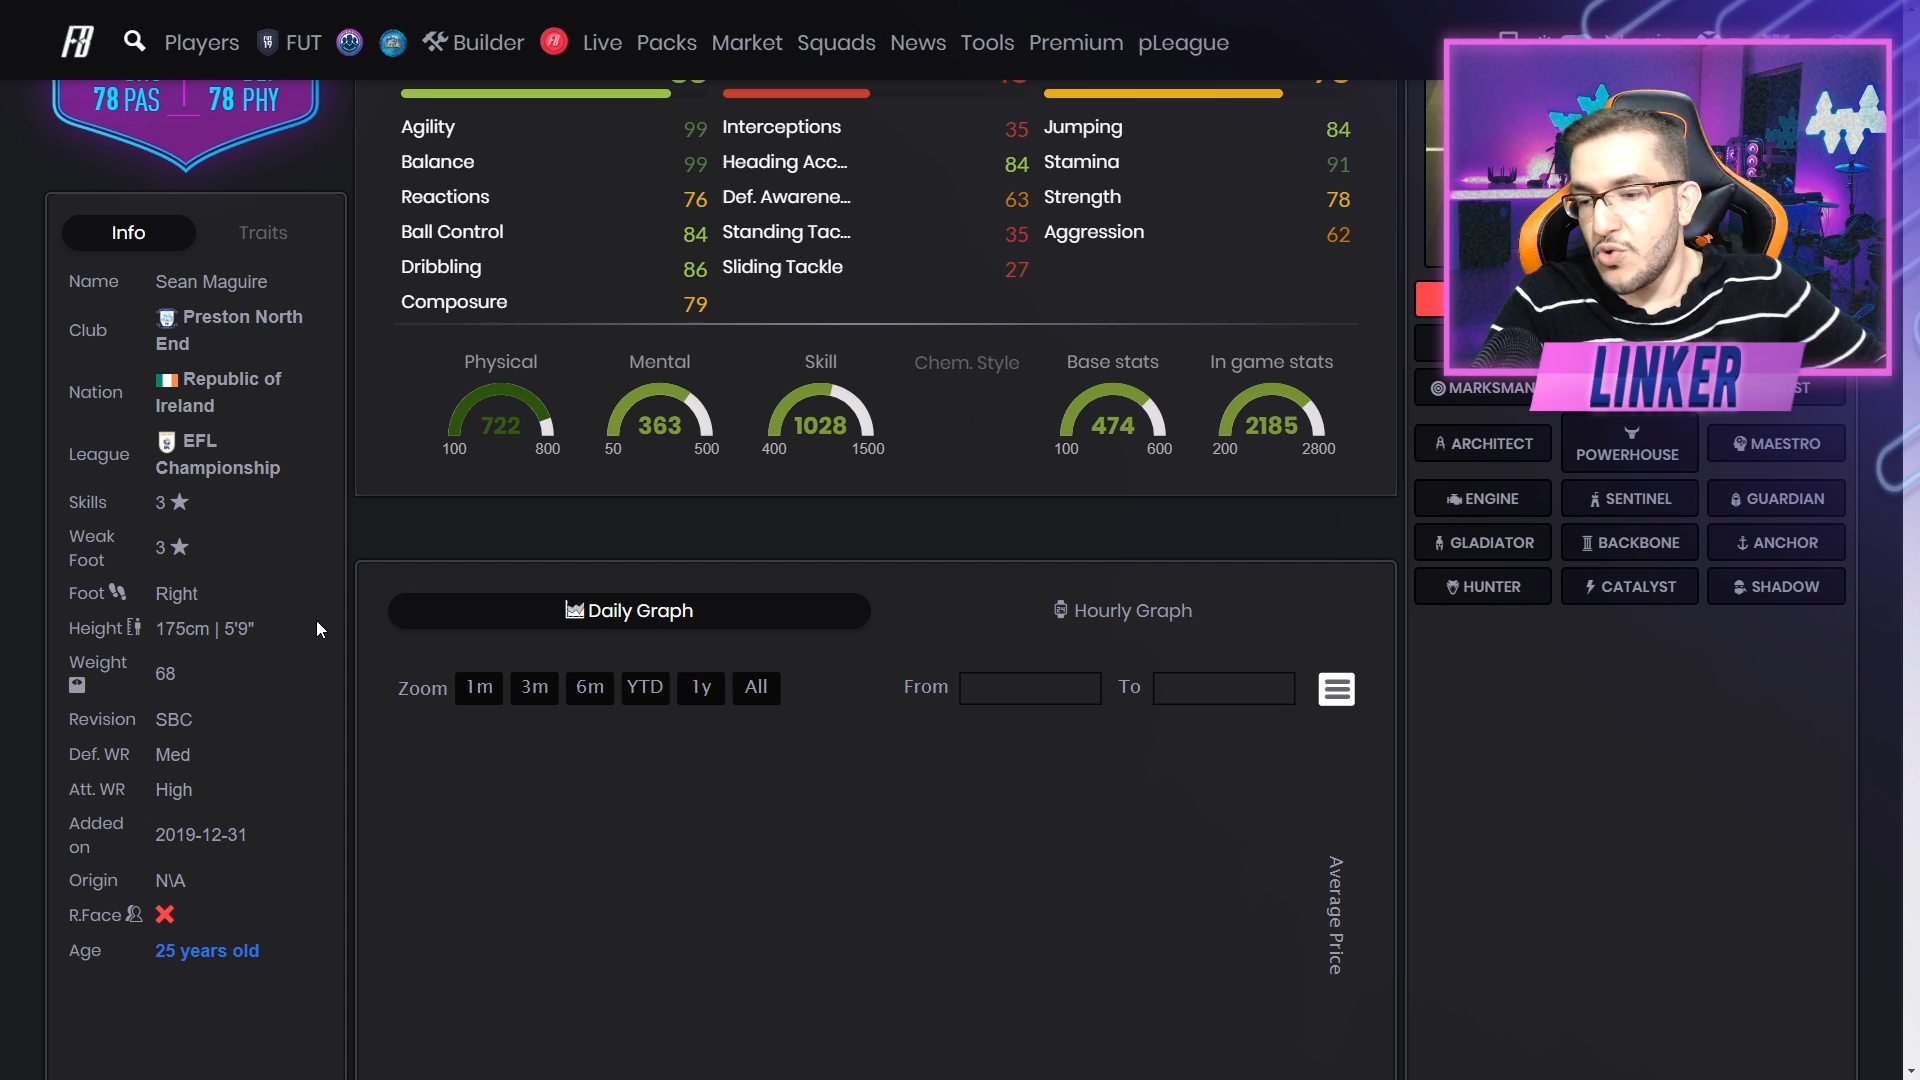 Players FUT Builder Live Packs Market Squads News Tools Premium pLeague
78 PAS 78 PHY
Agility 99 Interceptions 35 Jumping 84
Balance 99 Heading Acc... 84 Stamina 91
Reactions 76 Def. Awarene... 63 Strength 78
Ball Control 84 Standing Tac... 35 Aggression 62
Dribbling 86 Sliding Tackle 27
Composure 79
Info Traits
Name Sean Maguire
Club Preston North
End
Nation Republic of
Ireland
League EFL
Championship
Skills 3
Weak
Foot 3
Foot Right
Height 175cm | 5'9"
Weight 68
Revision SBC
Def. WR Med
Att. WR High
Added
on 2019-12-31
Origin N\A
R.Face
Age 25 years old
Physical Mental Skill Chem. Style Base stats In game stats
722 363 1028 474 2185
100 800 50 500 400 1500 100 600 200 2800
Daily Graph Hourly Graph
Zoom 1m 3m 6m YTD 1y All From To
Average Price
LINKER
MARKSMAN
ARCHITECT POWERHOUSE MAESTRO
ENGINE SENTINEL GUARDIAN
GLADIATOR BACKBONE ANCHOR
HUNTER CATALYST SHADOW